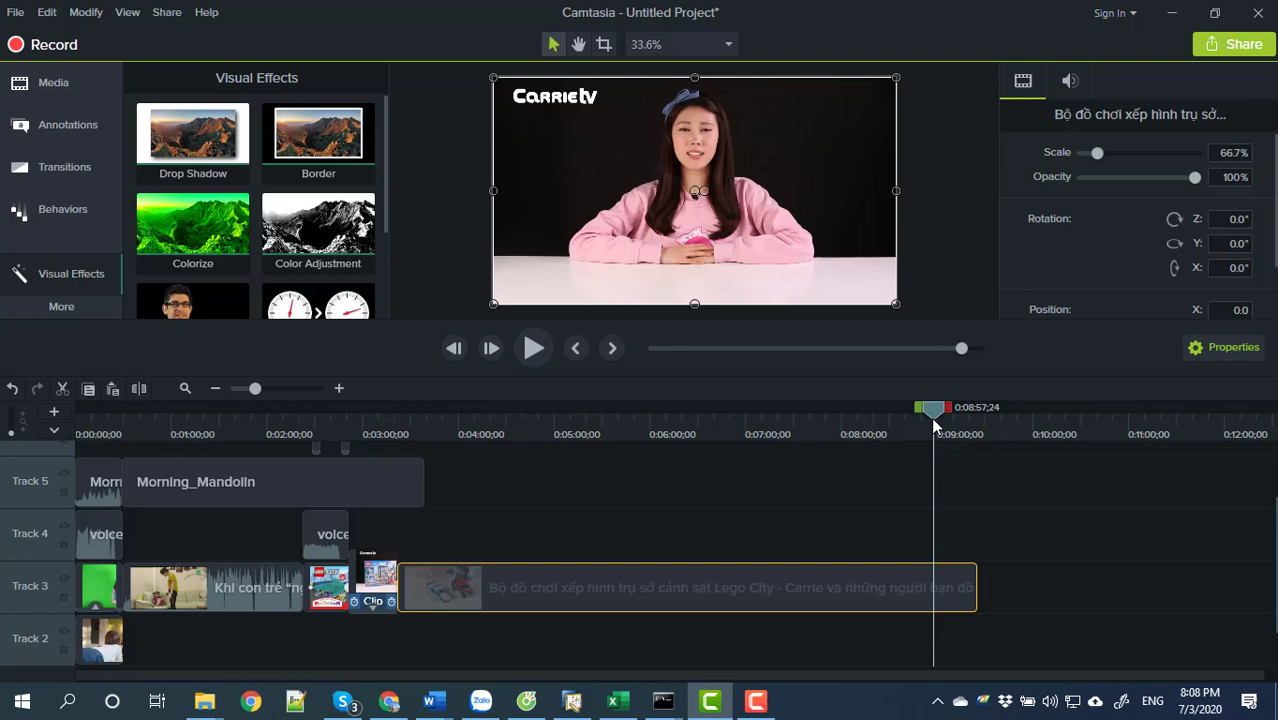 File Edit Modify View Share Help
Camtasia - Untitled Project*
Sign In
Record
33.6%
Share
Media
Annotations
Transitions
Behaviors
Visual Effects
More
Visual Effects
Drop Shadow
Border
Colorize
Color Adjustment
CARRIE tv
Bộ đồ chơi xếp hình trụ sở...
Scale
66.7%
Opacity
100%
Rotation:
Z:
0.0°
Y:
0.0°
X:
0.0°
Position:
X:
0.0
Properties
0:08:57;24
0:00:00;00
0:01:00;00
0:02:00;00
0:03:00;00
0:04:00;00
0:05:00;00
0:06:00;00
0:07:00;00
0:08:00;00
0:09:00;00
0:10:00;00
0:11:00;00
0:12:00;00
Track 5
Morn
Morning_Mandolin
Track 4
voice
voice
Track 3
Khi con trẻ "ng
CITY
Clip
Bộ đồ chơi xếp hình trụ sở cảnh sát Lego City - Carrie và những người bạn đồ
Track 2
3
ENG
8:08 PM
7/3/2020